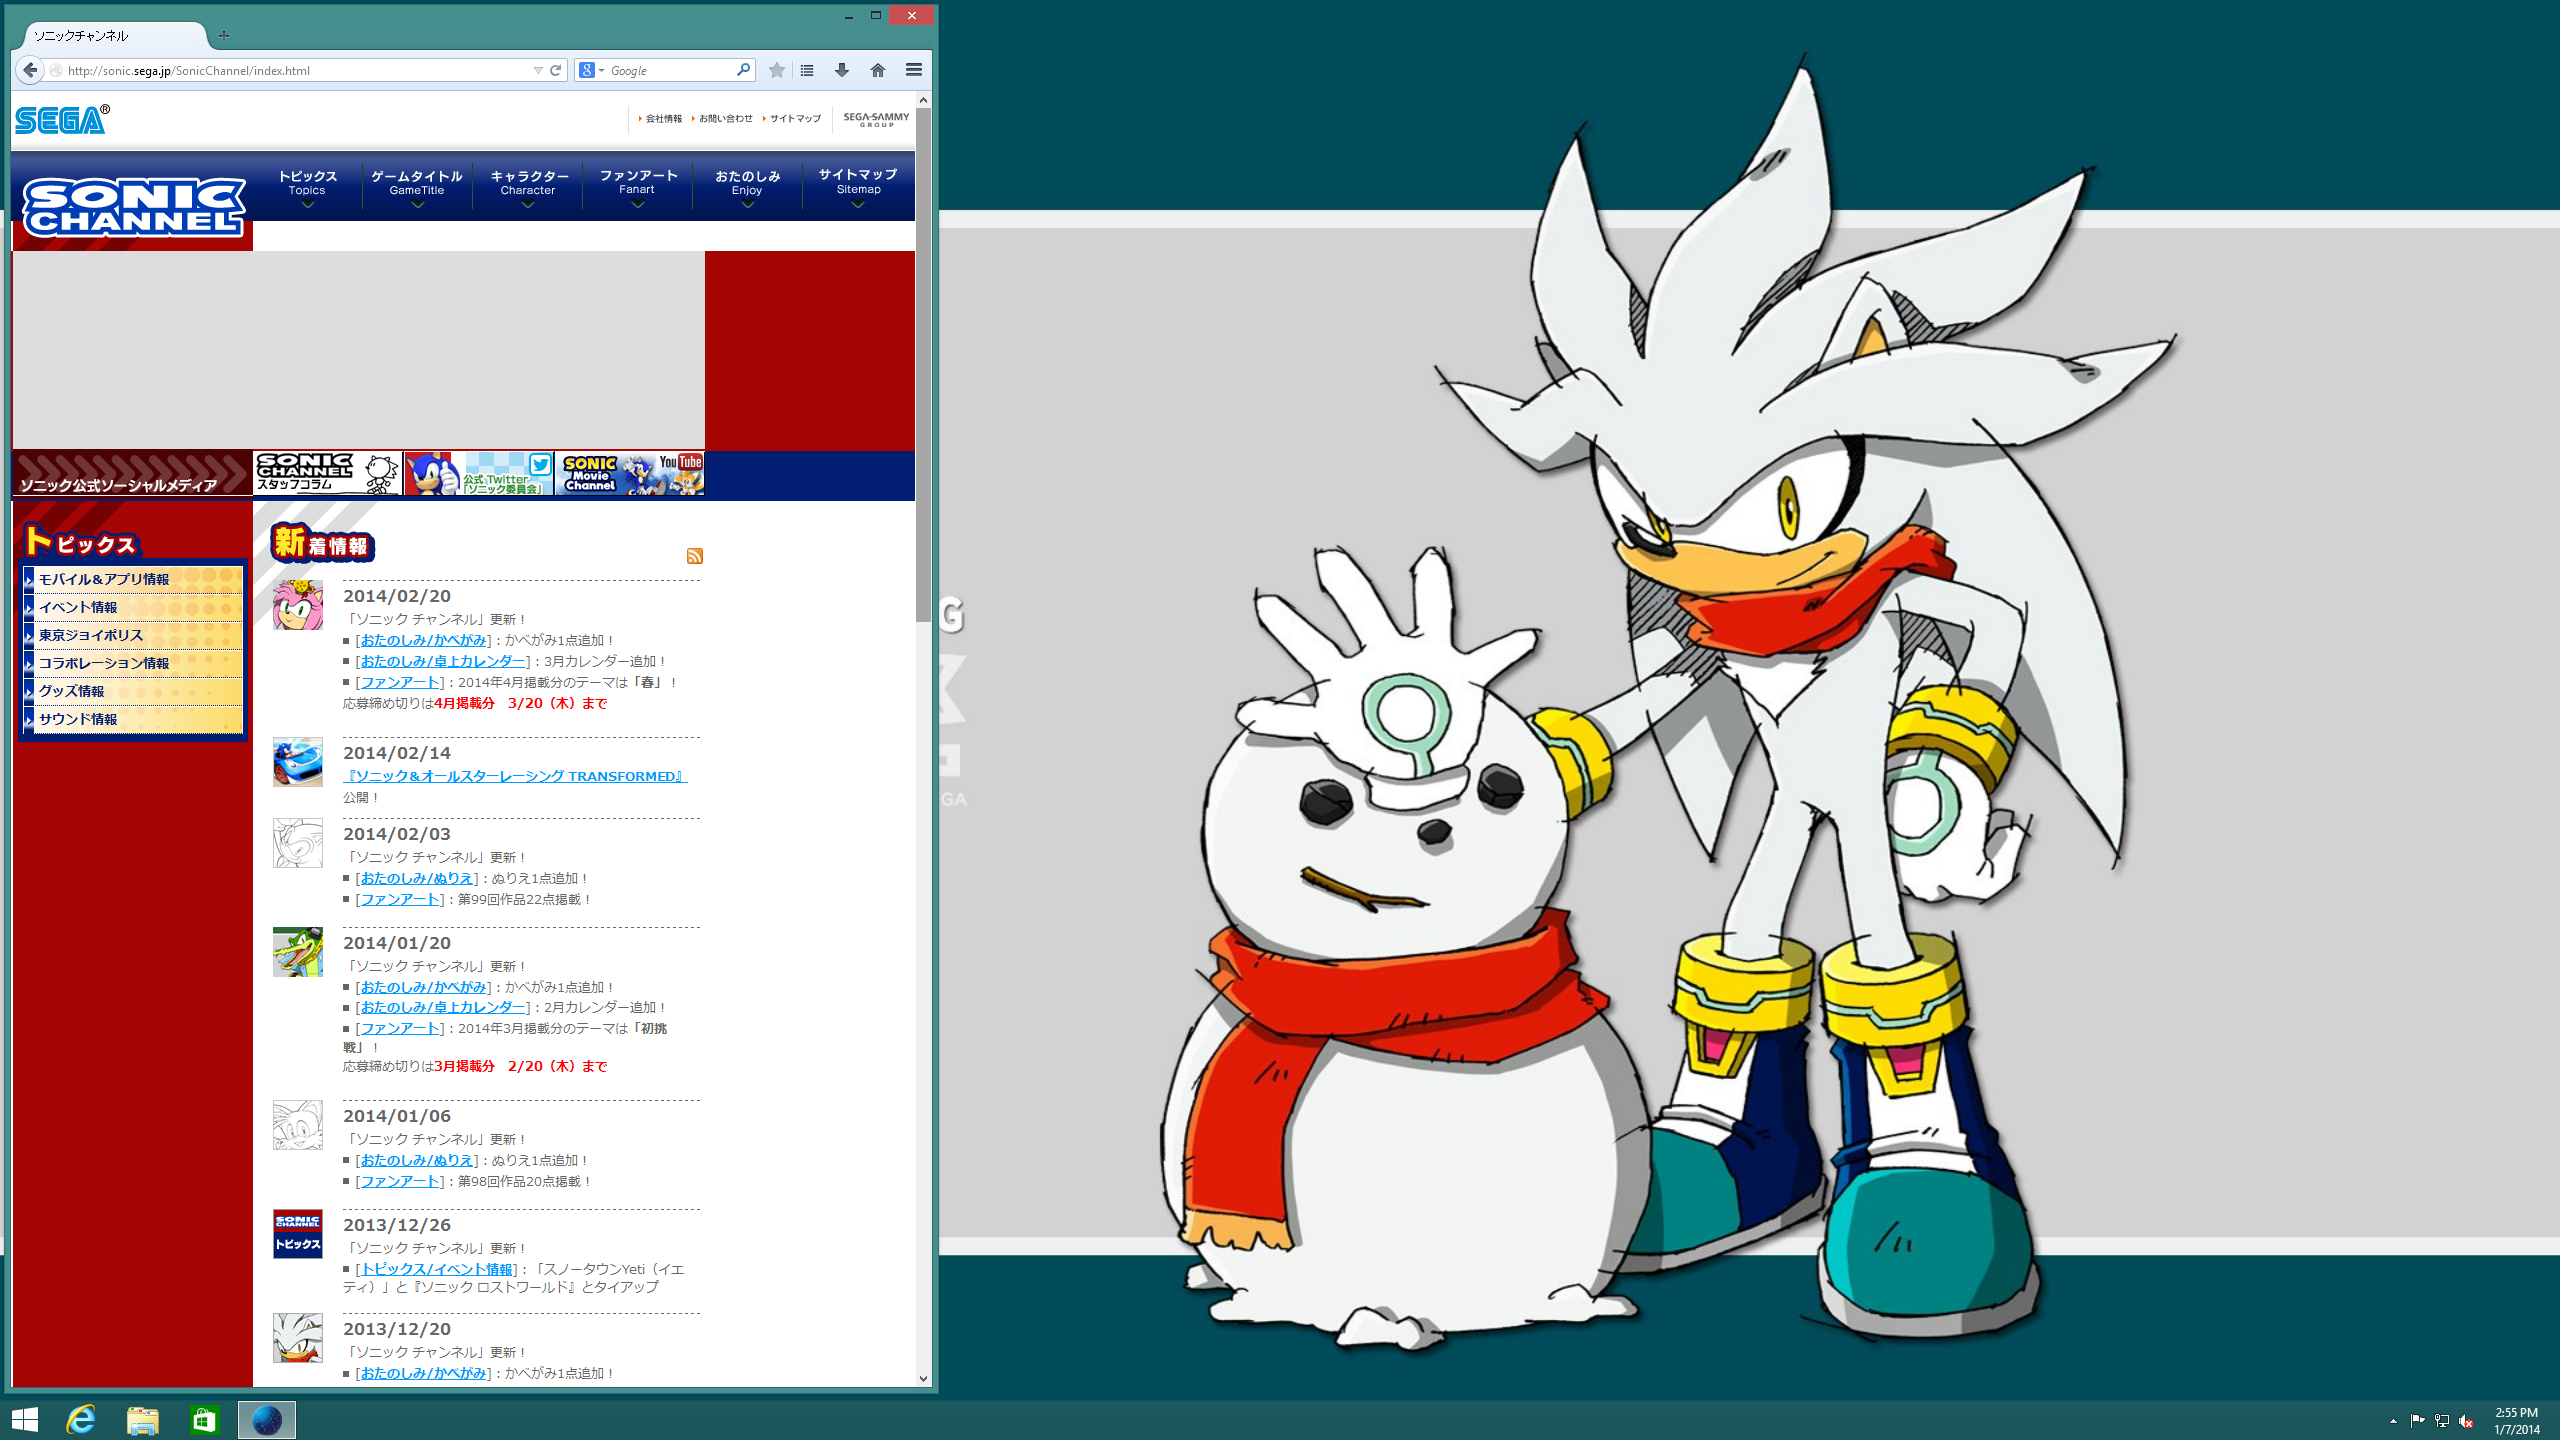 ソニックチャンネル
http://sonic.sega.jp/SonicChannel/index.html
Google
SEGA®
会社情報
お問い合わせ
サイトマップ
SEGA SAMMY
GROUP
SONIC
CHANNEL
トピックス
Topics
ゲームタイトル
GameTitle
キャラクター
Character
ファンアート
Fanart
おたのしみ
Enjoy
サイトマップ
Sitemap
ソニック公式ソーシャルメディア
SONIC
CHANNEL
スタッフコラム
公式Twitter
「ソニック委員会」
SONIC
Movie
Channel
YouTube
トピックス
モバイル＆アプリ情報
イベント情報
東京ジョイポリス
コラボレーション情報
グッズ情報
サウンド情報
新着情報
2014/02/20
「ソニック チャンネル」更新！
[おたのしみ/かべがみ]：かべがみ1点追加！
[おたのしみ/卓上カレンダー]：3月カレンダー追加！
[ファンアート]：2014年4月掲載分のテーマは「春」！
応募締め切りは4月掲載分　3/20（木）まで
2014/02/14
『ソニック＆オールスターレーシング TRANSFORMED』
公開！
2014/02/03
「ソニック チャンネル」更新！
[おたのしみ/ぬりえ]：ぬりえ1点追加！
[ファンアート]：第99回作品22点掲載！
2014/01/20
「ソニック チャンネル」更新！
[おたのしみ/かべがみ]：かべがみ1点追加！
[おたのしみ/卓上カレンダー]：2月カレンダー追加！
[ファンアート]：2014年3月掲載分のテーマは「初挑
戦」！
応募締め切りは3月掲載分　2/20（木）まで
2014/01/06
「ソニック チャンネル」更新！
[おたのしみ/ぬりえ]：ぬりえ1点追加！
[ファンアート]：第98回作品20点掲載！
SONIC
CHANNEL
トピックス
2013/12/26
「ソニック チャンネル」更新！
[トピックス/イベント情報]：「スノータウンYeti（イエ
ティ）」と『ソニック ロストワールド』とタイアップ
2013/12/20
「ソニック チャンネル」更新！
[おたのしみ/かべがみ]：かべがみ1点追加！
G
GA
2:55 PM
1/7/2014